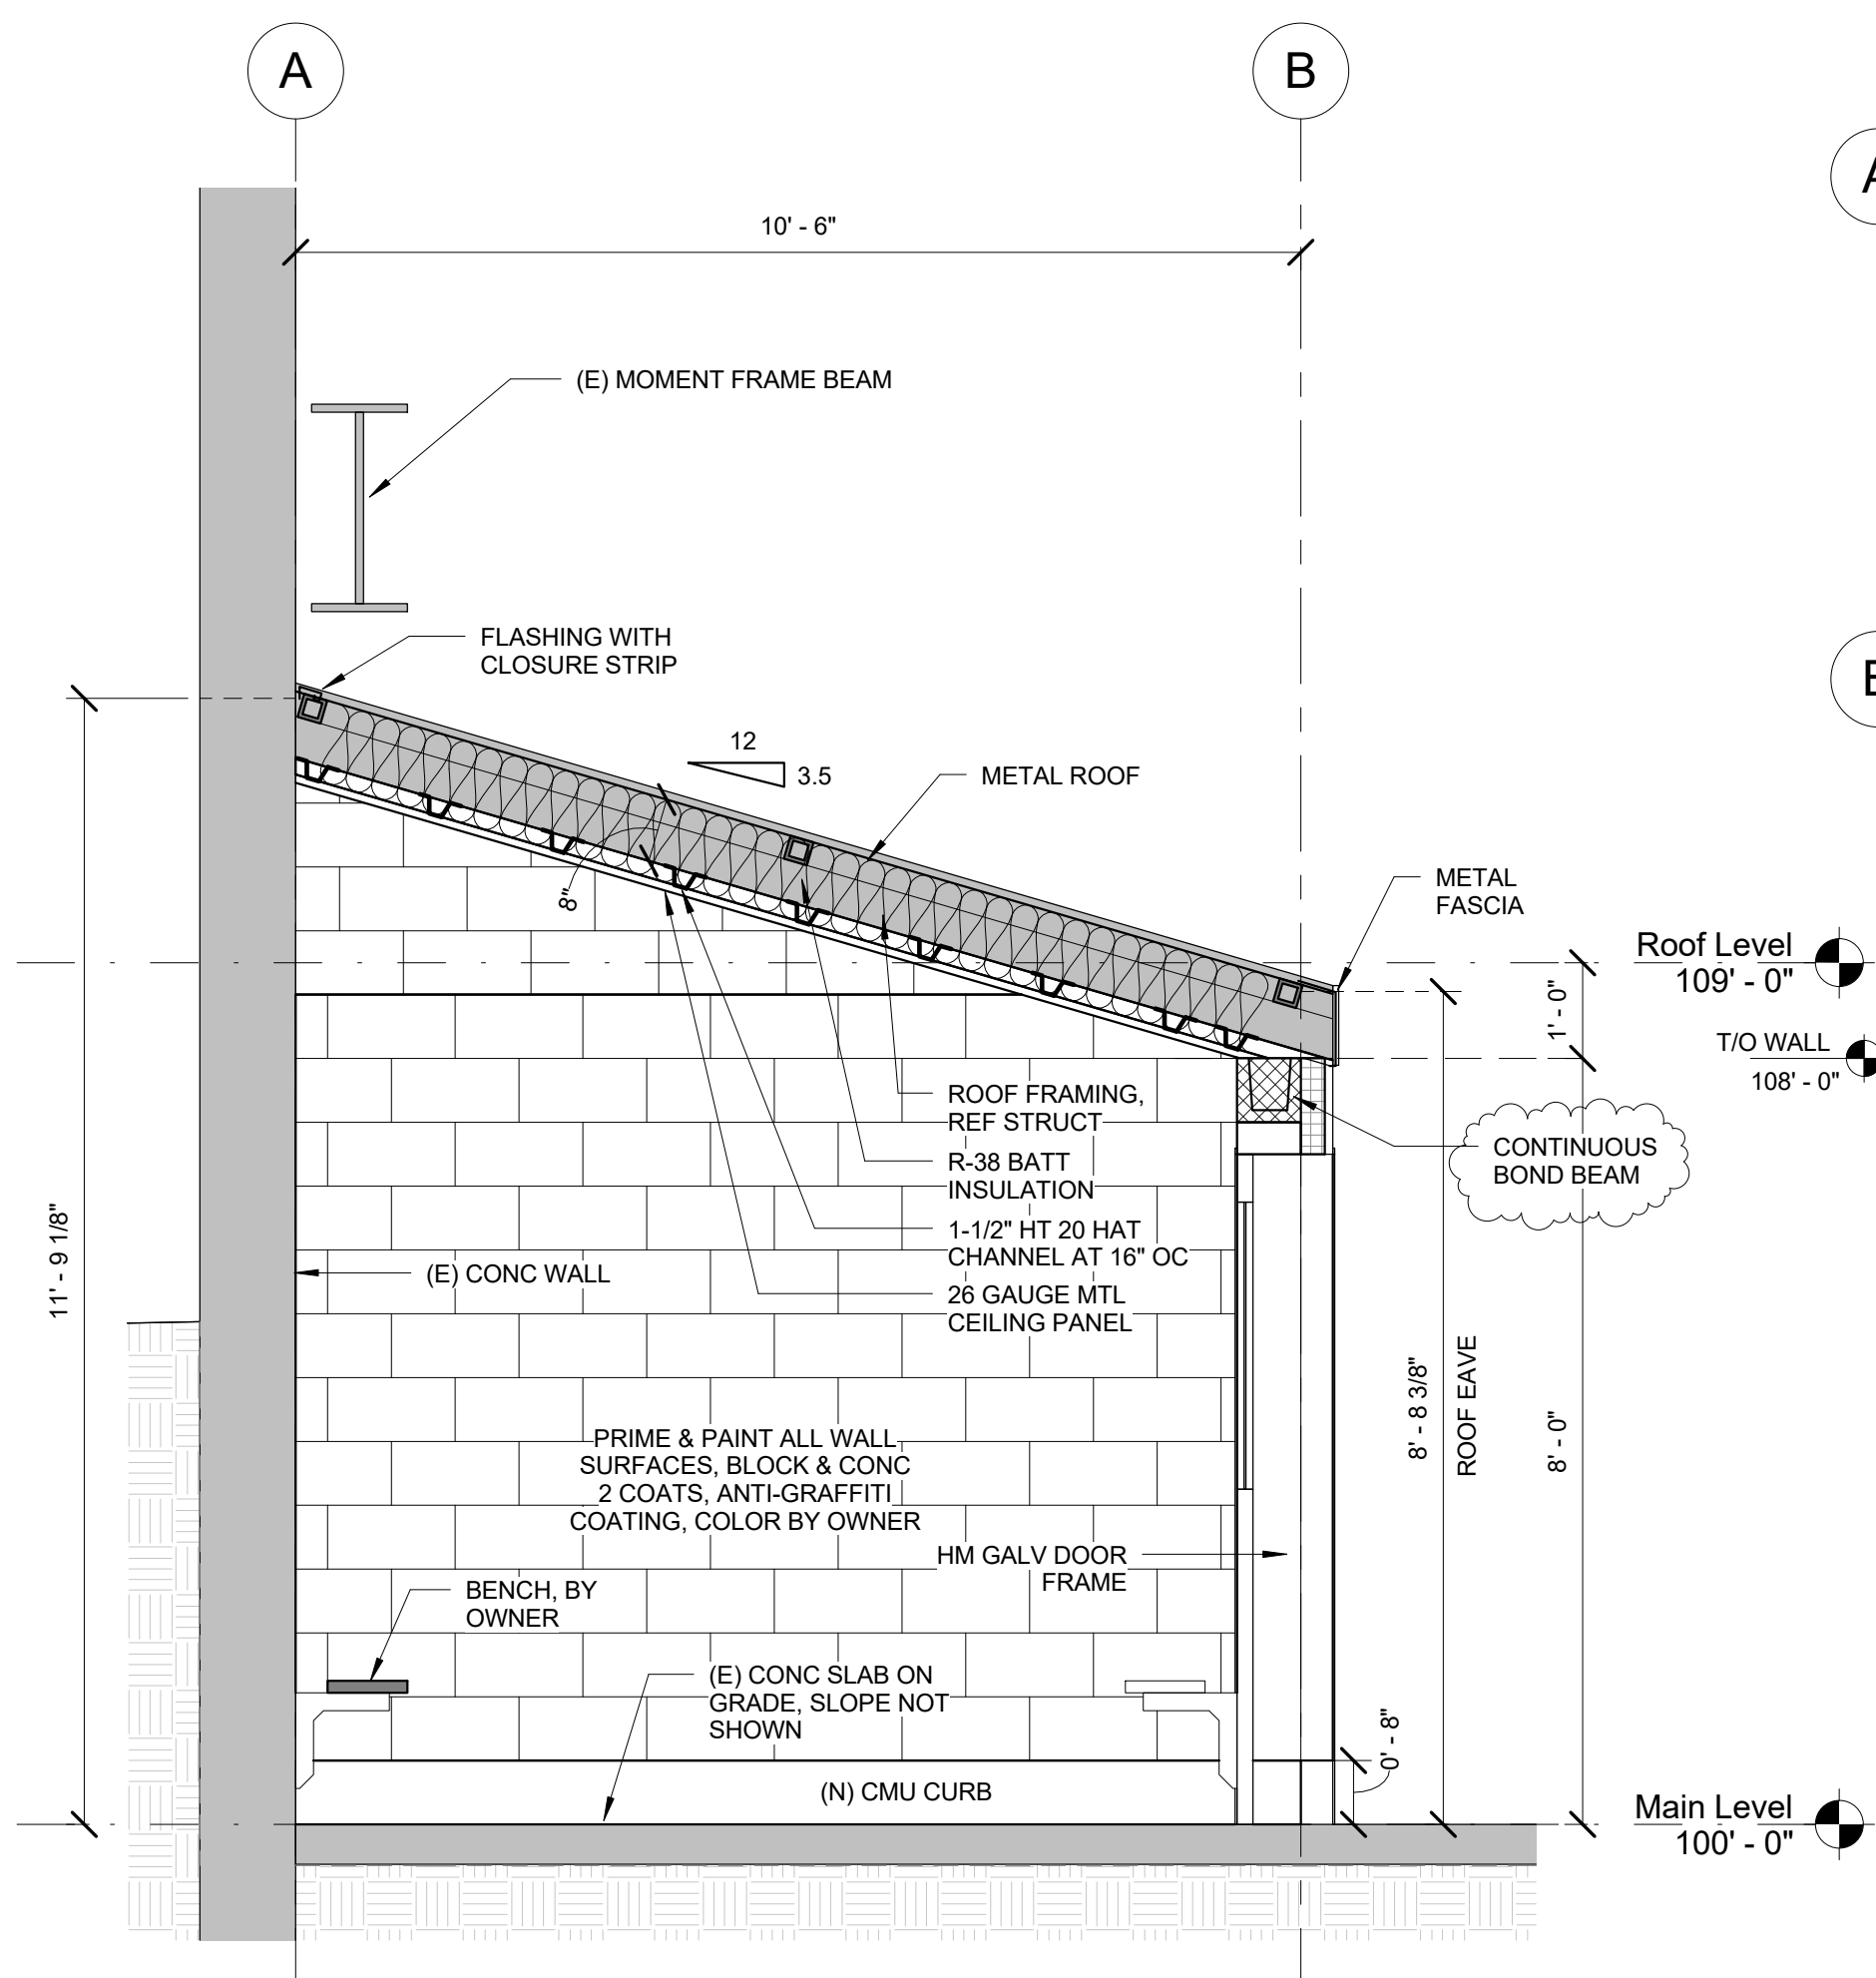 A
B
A
10' - 6"
(E) MOMENT FRAME BEAM
FLASHING WITH
CLOSURE STRIP
12
3.5
METAL ROOF
8"
METAL
FASCIA
Roof Level
109' - 0"
1' - 0"
T/O WALL
108' - 0"
ROOF FRAMING,
REF STRUCT
R-38 BATT
INSULATION
1-1/2" HT 20 HAT
CHANNEL AT 16" OC
26 GAUGE MTL
CEILING PANEL
CONTINUOUS
BOND BEAM
11' - 9 1/8"
(E) CONC WALL
8' - 8 3/8"
ROOF EAVE
8' - 0"
PRIME & PAINT ALL WALL
SURFACES, BLOCK & CONC
2 COATS, ANTI-GRAFFITI
COATING, COLOR BY OWNER
HM GALV DOOR
FRAME
BENCH, BY
OWNER
(E) CONC SLAB ON
GRADE, SLOPE NOT
SHOWN
0' - 8"
(N) CMU CURB
Main Level
100' - 0"